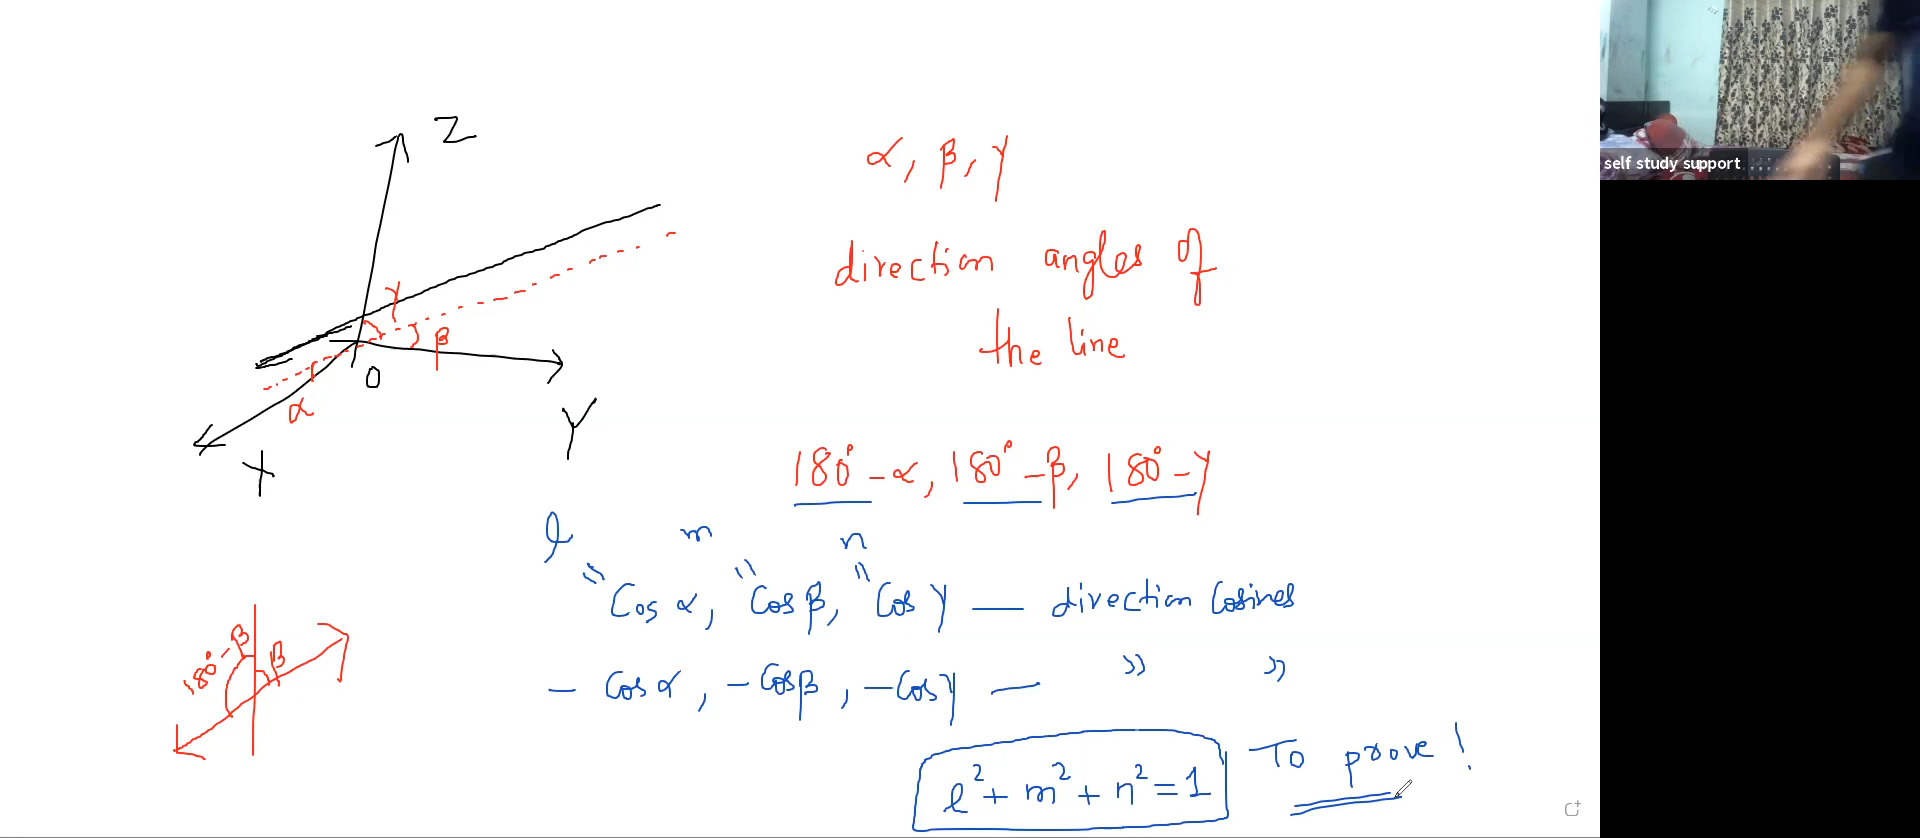 Z
α, β, γ
direction angles of
the line
γ
β
α
O
X
Y
180° - α, 180° - β, 180° - γ
l m n
" " "
Cos α, Cos β, Cos γ — direction Cosines
- Cos α, - Cos β, - Cos γ — " "
180° - β
β
l² + m² + n² = 1 To prove!
self study support